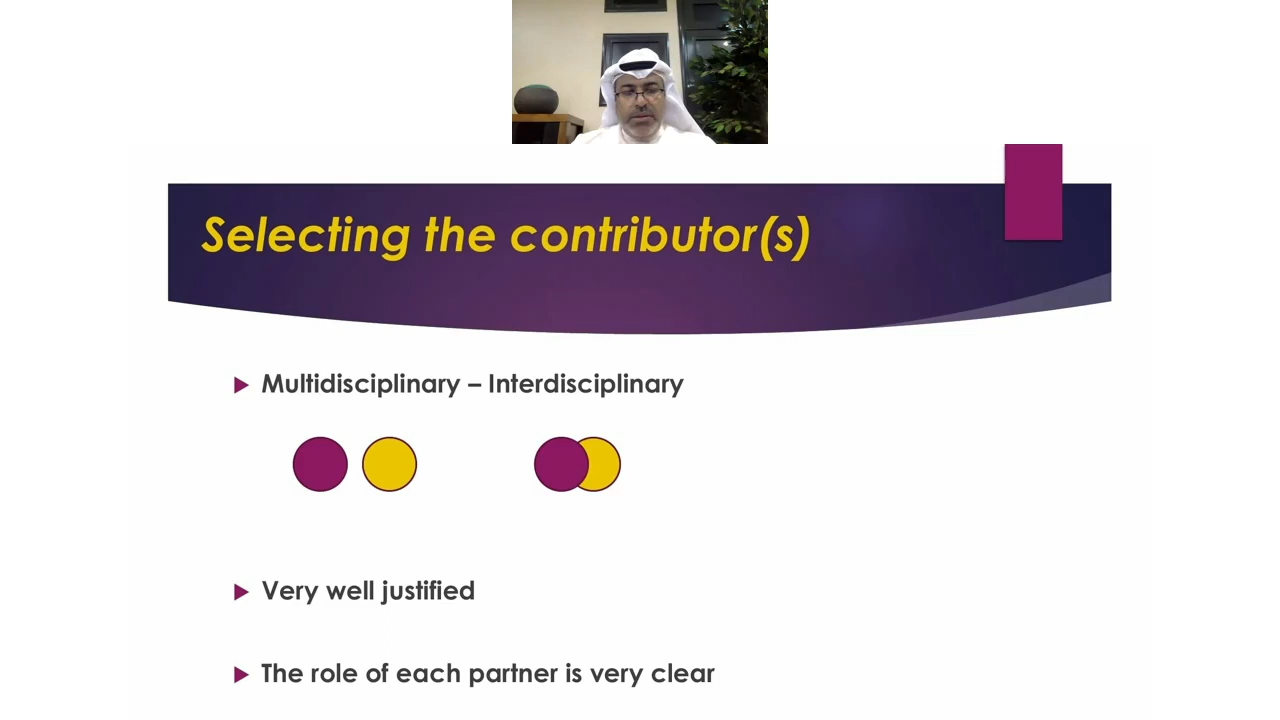 Selecting the contributor(s)
Multidisciplinary – Interdisciplinary
Very well justified
The role of each partner is very clear